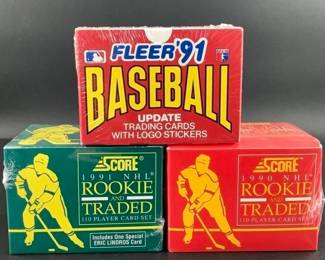 FLEER '91
BASEBALL
UPDATE
TRADING CARDS
WITH LOGO STICKERS
SCORE®
1991 NHL®
ROOKIE
AND
TRADED
110 PLAYER CARD SET
Includes One Special
ERIC LINDROS Card
SCORE®
1990 NHL®
ROOKIE
AND
TRADED
110 PLAYER CARD SET